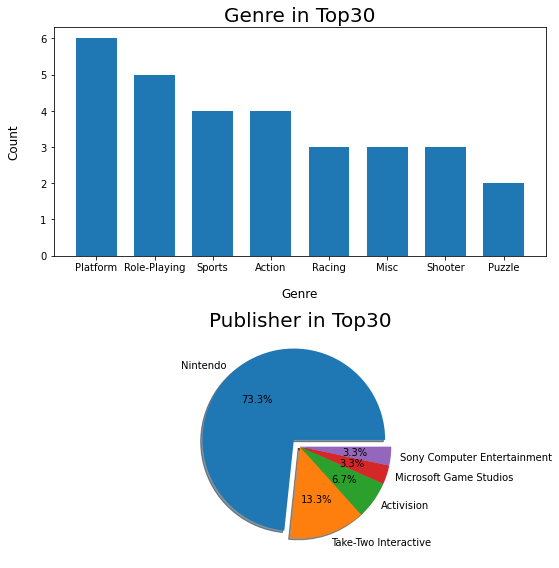 Genre in Top30
6
5
4
3
2
1
0
Count
Platform Role-Playing Sports Action Racing Misc Shooter Puzzle
Genre
Publisher in Top30
Nintendo
73.3%
3.3%
Sony Computer Entertainment
3.3%
Microsoft Game Studios
6.7%
Activision
13.3%
Take-Two Interactive